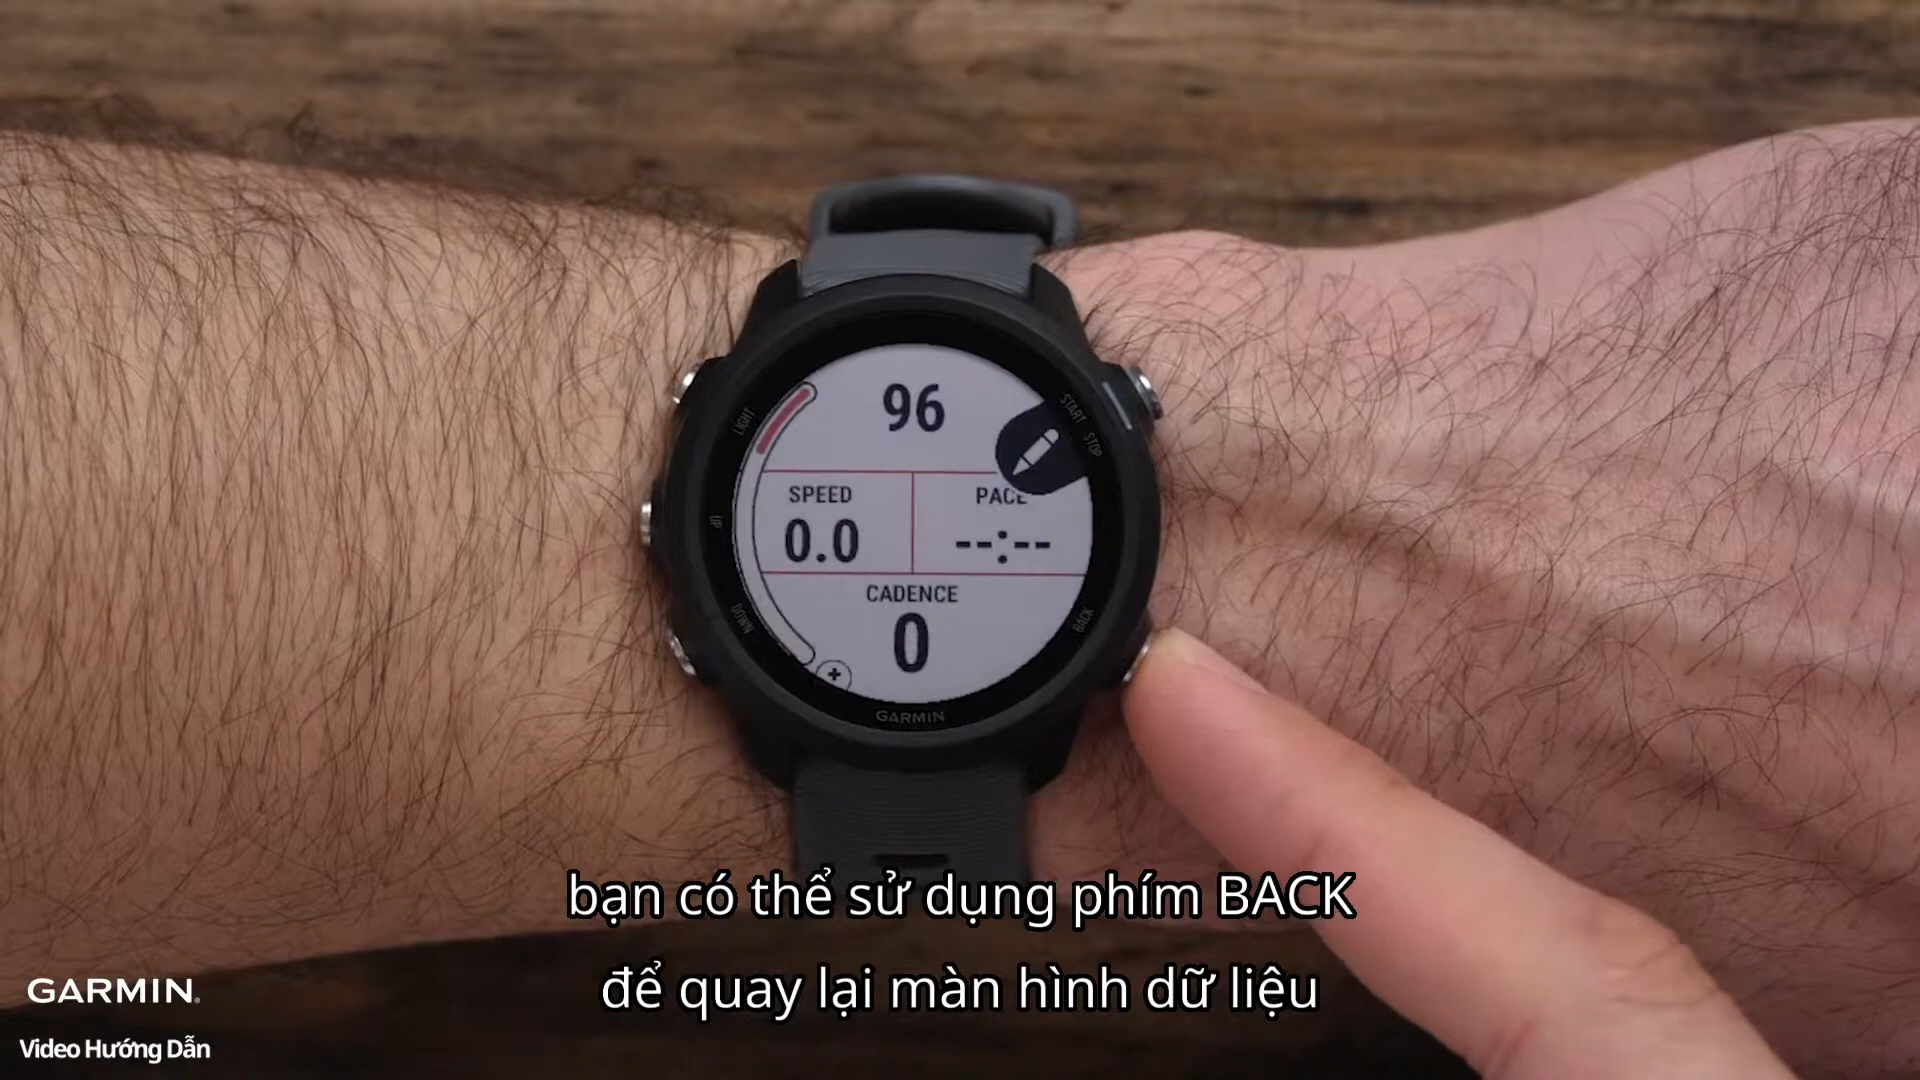 96
START STOP
LIGHT
SPEED
PACE
UP
0.0
--:--
CADENCE
DOWN
BACK
0
GARMIN
bạn có thể sử dụng phím BACK
để quay lại màn hình dữ liệu
GARMIN
Video Hướng Dẫn